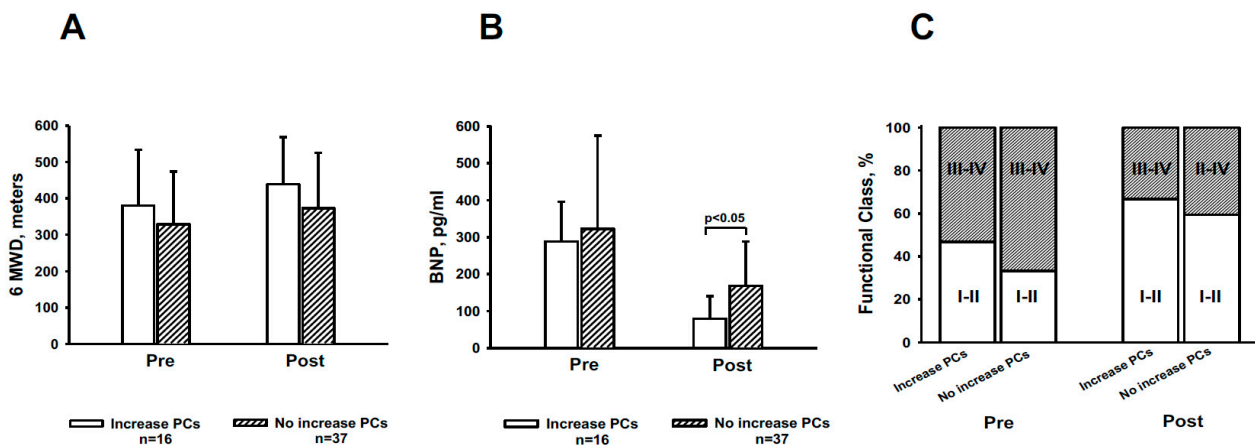 A
B
C
600
500
400
300
200
100
0
6 MWD, meters
Pre
Post
Increase PCs
n=16
No increase PCs
n=37
600
500
400
300
200
100
0
BNP, pg/ml
p<0.05
Pre
Post
Increase PCs
n=16
No increase PCs
n=37
100
80
60
40
20
0
Functional Class, %
III-IV
III-IV
III-IV
II-IV
I-II
I-II
I-II
I-II
Increase PCs
No increase PCs
Increase PCs
No increase PCs
Pre
Post